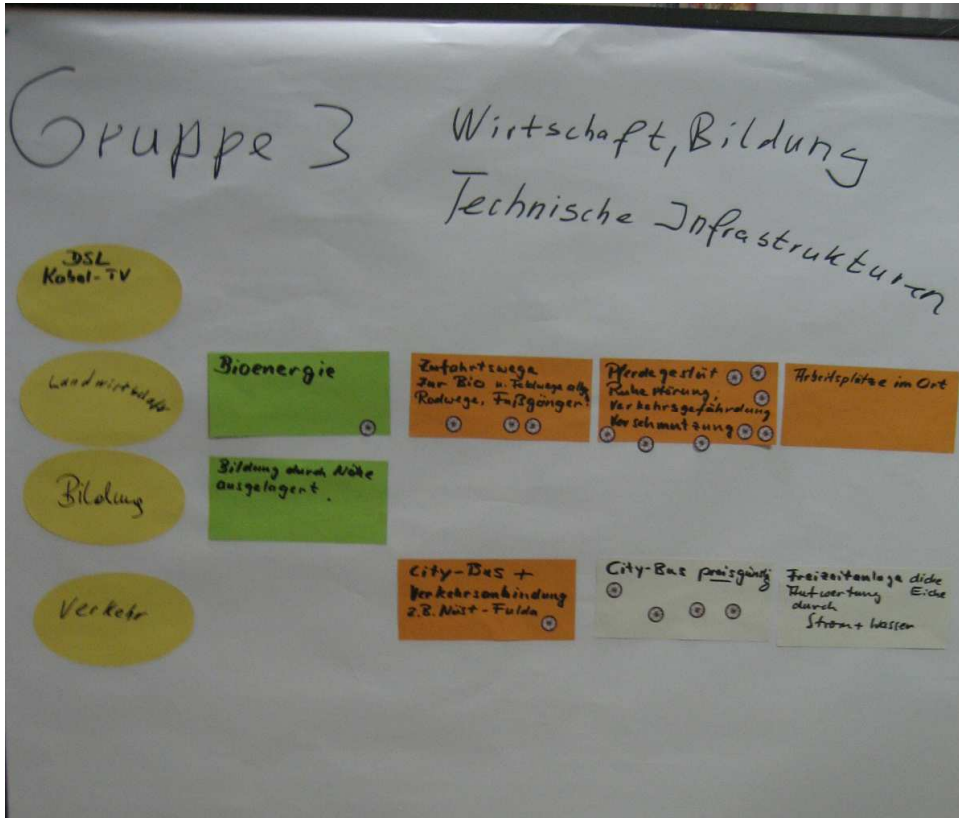 Gruppe 3
Wirtschaft, Bildung
Technische Infrastrukturen
DSL
Kabel-TV
Landwirtschaft
Bioenergie
Zufahrtswege
zur Bio u. Feldwege allg.
Radwege, Fußgänger!
Pferdegestüt
Ruhestörung,
Verkehrsgefährdung
Verschmutzung
Arbeitsplätze im Ort
Bildung
Bildung durch Nähe
ausgelagert.
Verkehr
City-Bus +
Verkehrsanbindung
z.B. Nüst-Fulda
City-Bus preisgünstig
Freizeitanlage dicke
Aufwertung Eiche
durch
Strom + Wasser